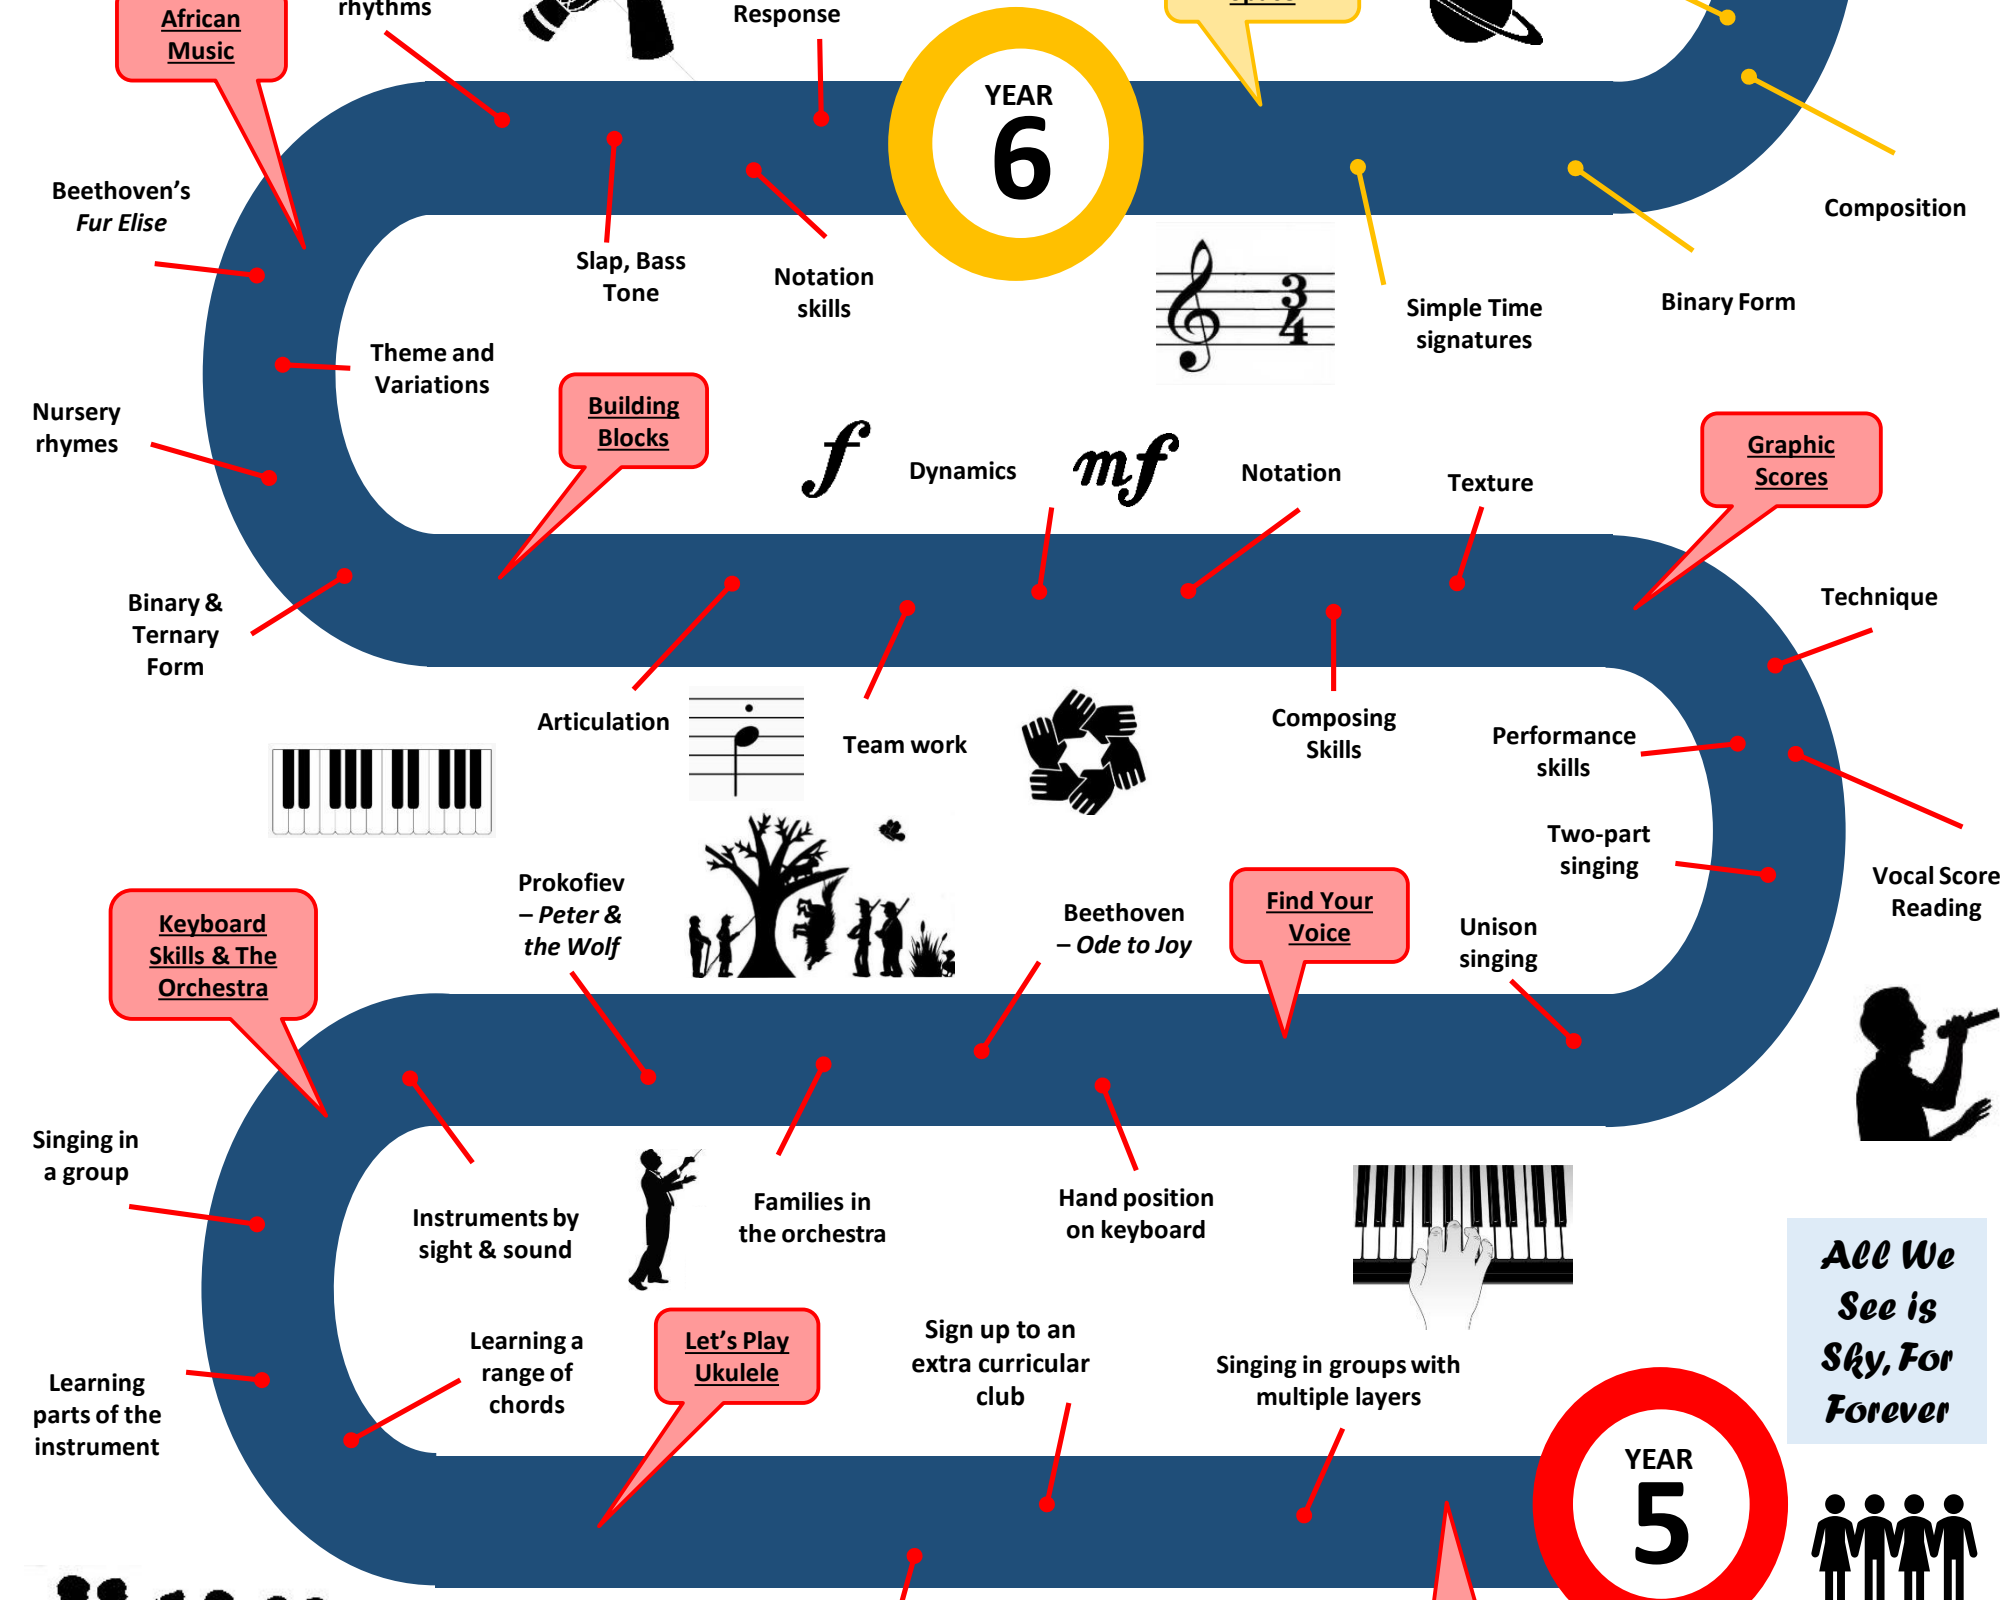 African
Music
rhythms
Response
YEAR
6
Beethoven's
Fur Elise
Slap, Bass
Tone
Notation
skills
3
4
Simple Time
signatures
Binary Form
Composition
Theme and
Variations
Nursery
rhymes
Building
Blocks
f
Dynamics
mf
Notation
Texture
Graphic
Scores
Binary &
Ternary
Form
Technique
Articulation
Team work
Composing
Skills
Performance
skills
Two-part
singing
Vocal Score
Reading
Keyboard
Skills & The
Orchestra
Prokofiev
– Peter &
the Wolf
Beethoven
– Ode to Joy
Find Your
Voice
Unison
singing
Singing in
a group
Instruments by
sight & sound
Families in
the orchestra
Hand position
on keyboard
All We
See is
Sky, For
Forever
Learning
parts of the
instrument
Learning a
range of
chords
Let's Play
Ukulele
Sign up to an
extra curricular
club
Singing in groups with
multiple layers
YEAR
5